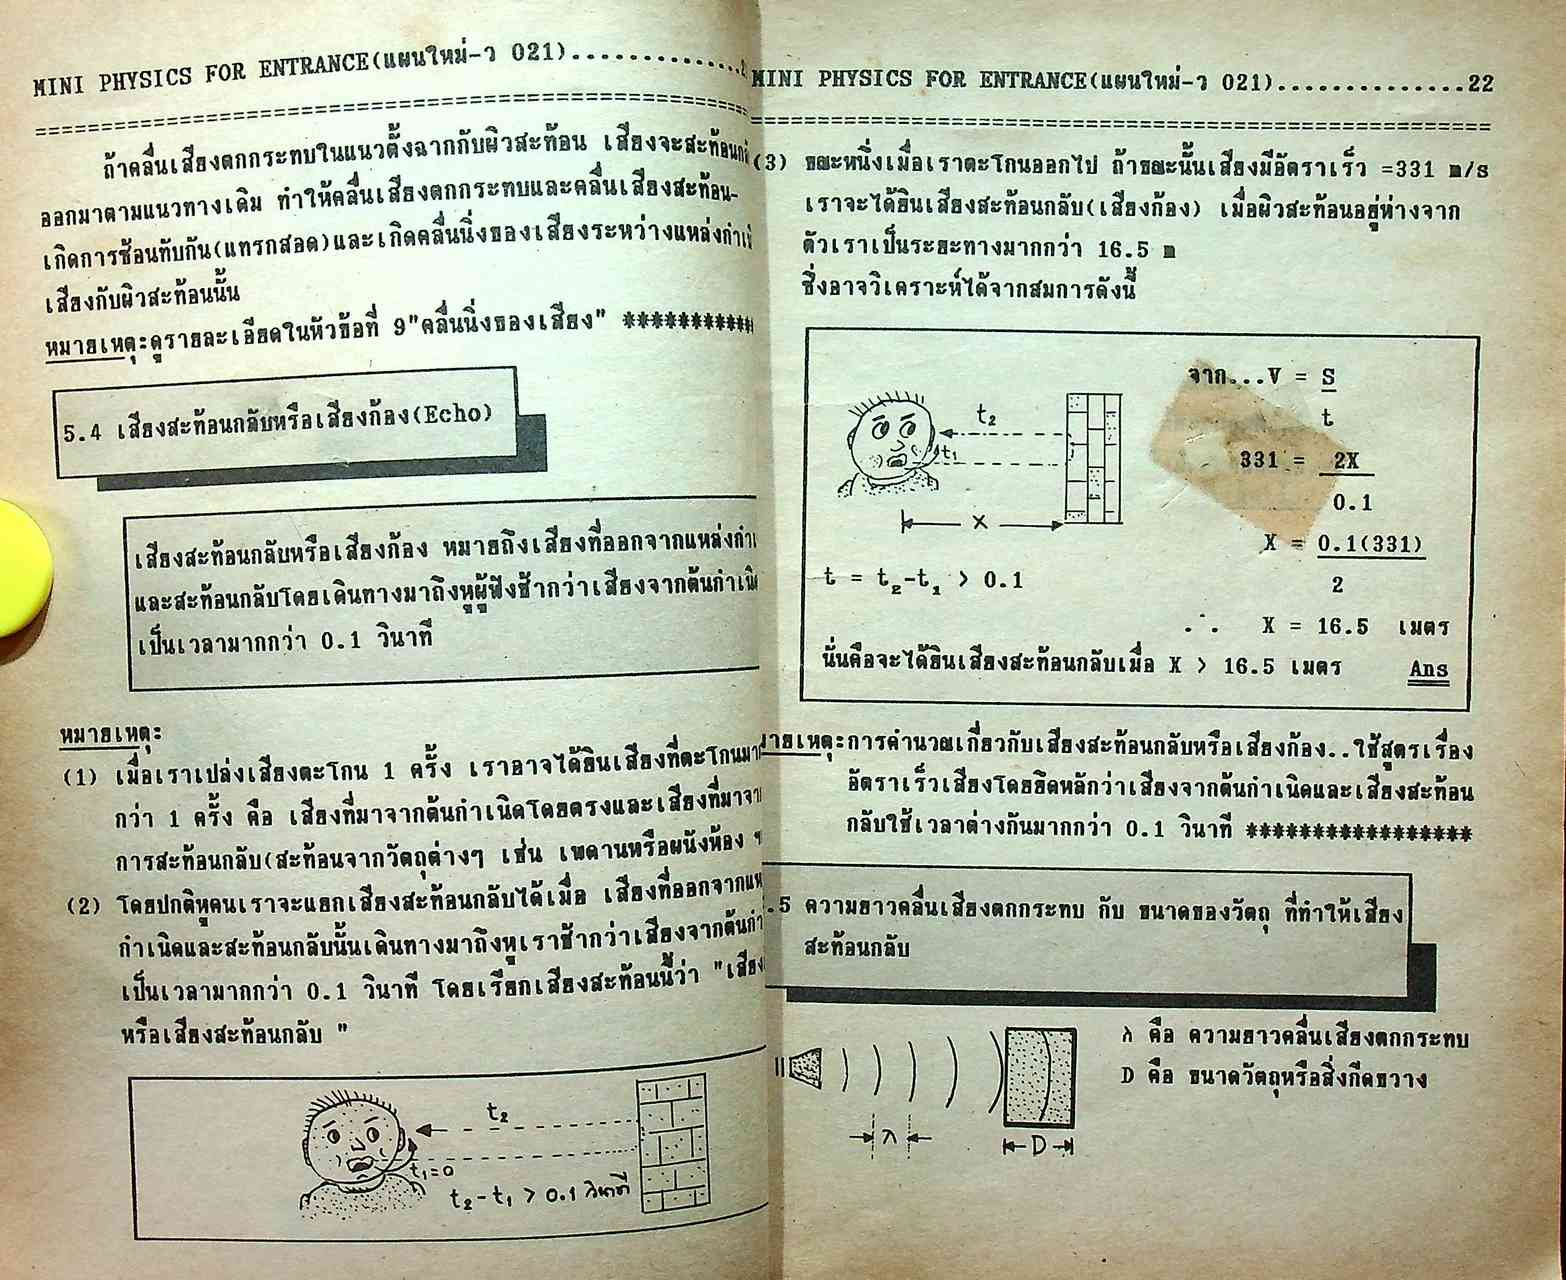 MINI PHYSICS FOR ENTRANCE(แผนใหม่-ว 021)..............
ถ้าคลื่นเสียงตกกระทบในแนวตั้งฉากกับผิวสะท้อน เสียงจะสะท้อน
ออกมาตามแนวทางเดิม ทำให้คลื่นเสียงตกกระทบและคลื่นเสียงสะท้อน-
เกิดการซ้อนทับกัน(แทรกสอด)และเกิดคลื่นนิ่งของเสียงระหว่างแหล่งกำเ
เสียงกับผิวสะท้อนนั้น
หมายเหตุ:ดูรายละเอียดในหัวข้อที่ 9"คลื่นนิ่งของเสียง" ***********
5.4 เสียงสะท้อนกลับหรือเสียงก้อง(Echo)
เสียงสะท้อนกลับหรือเสียงก้อง หมายถึงเสียงที่ออกจากแหล่งกำเ
และสะท้อนกลับโดยเดินทางมาถึงหูผู้ฟังช้ากว่าเสียงจากต้นกำเนิด
เป็นเวลามากกว่า 0.1 วินาที
หมายเหตุ:
(1) เมื่อเราเปล่งเสียงตะโกน 1 ครั้ง เราอาจได้ยินเสียงที่ตะโกนมา
กว่า 1 ครั้ง คือ เสียงที่มาจากต้นกำเนิดโดยตรงและเสียงที่มาจา
การสะท้อนกลับ(สะท้อนจากวัตถุต่างๆ เช่น เพดานหรือผนังห้อง
(2) โดยปกติหูคนเราจะแยกเสียงสะท้อนกลับได้เมื่อ เสียงที่ออกจากแห
กำเนิดและสะท้อนกลับนั้นเดินทางมาถึงหูเราช้ากว่าเสียงจากต้นกำ
เป็นเวลามากกว่า 0.1 วินาที โดยเรียกเสียงสะท้อนนี้ว่า "เสียง
หรือเสียงสะท้อนกลับ "
t₂
t₁=0
t₂-t₁ > 0.1 วินาที
MINI PHYSICS FOR ENTRANCE(แผนใหม่-ว 021)..............22
(3) ขณะหนึ่งเมื่อเราตะโกนออกไป ถ้าขณะนั้นเสียงมีอัตราเร็ว =331 m/s
เราจะได้ยินเสียงสะท้อนกลับ(เสียงก้อง) เมื่อผิวสะท้อนอยู่ห่างจาก
ตัวเราเป็นระยะทางมากกว่า 16.5 m
ซึ่งอาจวิเคราะห์ได้จากสมการดังนี้
จาก...V = S
t
t₂
t₁
331 = 2X
0.1
X
X = 0.1(331)
2
t = t₂-t₁ > 0.1
∴ X = 16.5 เมตร
นั่นคือจะได้ยินเสียงสะท้อนกลับเมื่อ X > 16.5 เมตร Ans
มายเหตุ:การคำนวณเกี่ยวกับเสียงสะท้อนกลับหรือเสียงก้อง..ใช้สูตรเรื่อง
อัตราเร็วเสียงโดยยึดหลักว่าเสียงจากต้นกำเนิดและเสียงสะท้อน
กลับใช้เวลาต่างกันมากกว่า 0.1 วินาที *****************
.5 ความยาวคลื่นเสียงตกกระทบ กับ ขนาดของวัตถุ ที่ทำให้เสียง
สะท้อนกลับ
λ คือ ความยาวคลื่นเสียงตกกระทบ
D คือ ขนาดวัตถุหรือสิ่งกีดขวาง
λ
D